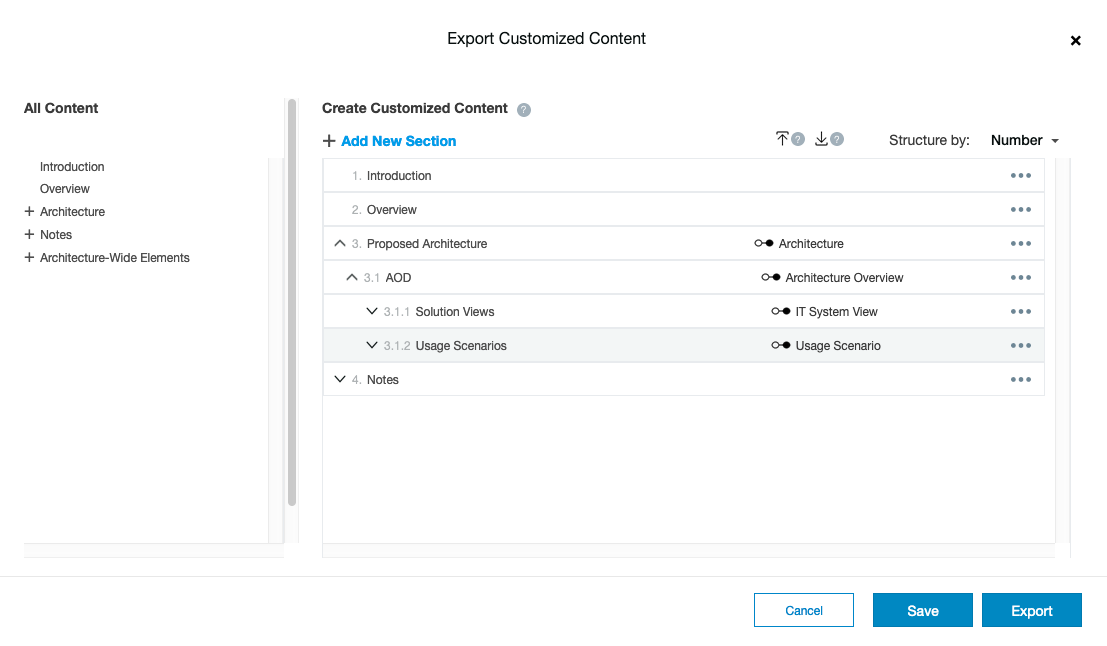 Export Customized Content
All Content
Introduction
Overview
Architecture
Notes
Architecture-Wide Elements
Create Customized Content ?
+ Add New Section
? ?
Structure by: Number
1. Introduction
2. Overview
3. Proposed Architecture Architecture
3.1 AOD Architecture Overview
3.1.1 Solution Views IT System View
3.1.2 Usage Scenarios Usage Scenario
4. Notes
Cancel Save Export